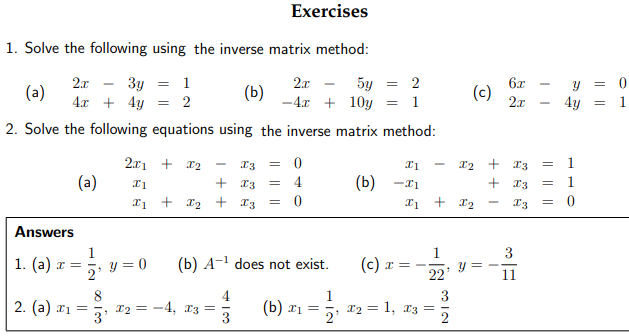 Exercises
1. Solve the following using the inverse matrix method:
(a) 2x − 3y = 1 (b) 2x − 5y = 2 (c) 6x − y = 0
4x + 4y = 2 −4x + 10y = 1 2x − 4y = 1
2. Solve the following equations using the inverse matrix method:
(a) 2x₁ + x₂ − x₃ = 0 (b) x₁ − x₂ + x₃ = 1
x₁ + x₃ = 4 −x₁ + x₃ = 1
x₁ + x₂ + x₃ = 0 x₁ + x₂ − x₃ = 0
Answers
1. (a) x = 1/2, y = 0 (b) A⁻¹ does not exist. (c) x = −1/22, y = −3/11
2. (a) x₁ = 8/3, x₂ = −4, x₃ = 4/3 (b) x₁ = 1/2, x₂ = 1, x₃ = 3/2